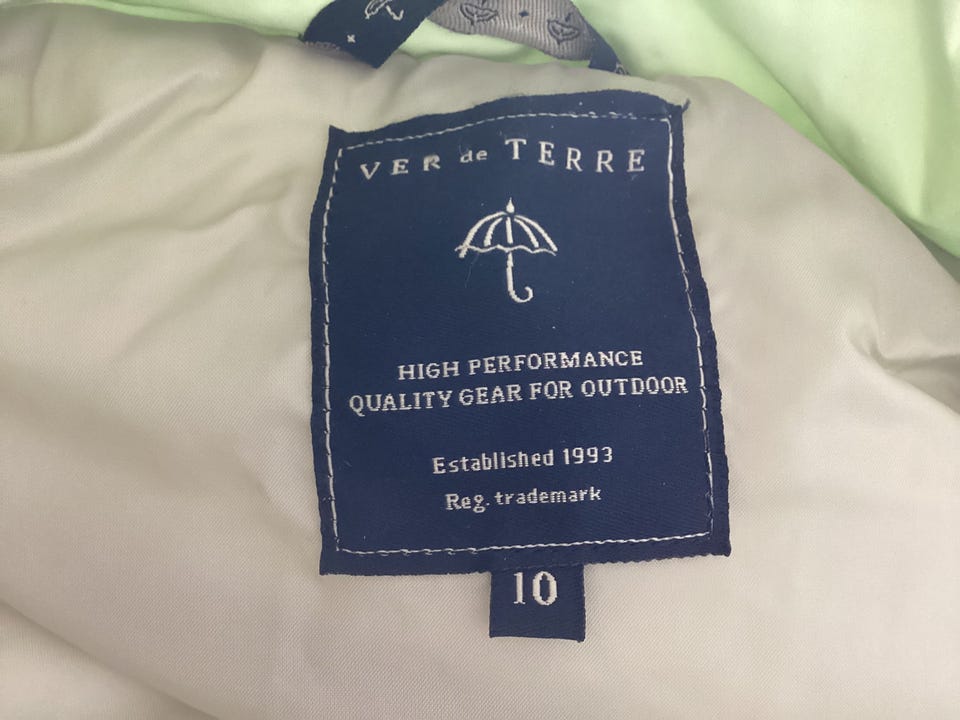 VER de TERRE
HIGH PERFORMANCE
QUALITY GEAR FOR OUTDOOR
Established 1993
Reg. trademark
10